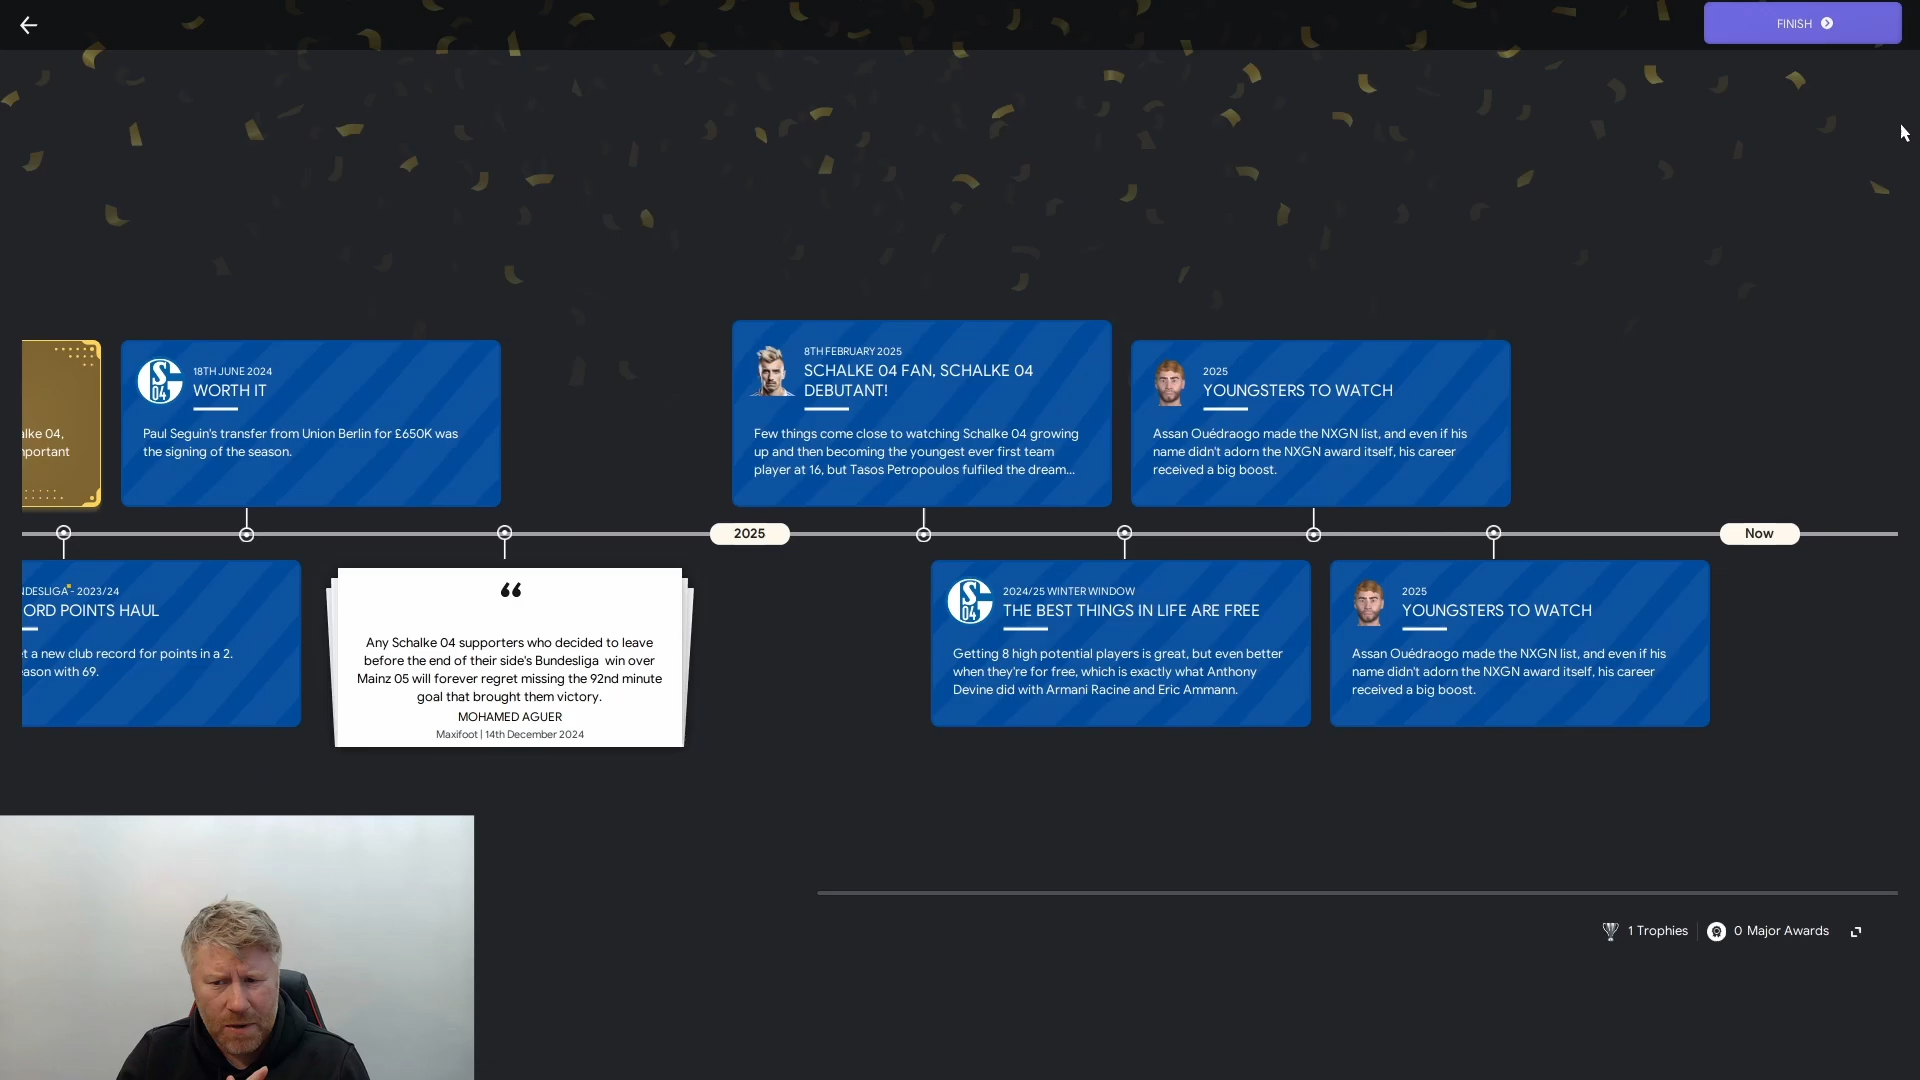 FINISH
18TH JUNE 2024
WORTH IT
Paul Seguin's transfer from Union Berlin for £650K was
the signing of the season.
8TH FEBRUARY 2025
SCHALKE 04 FAN, SCHALKE 04
DEBUTANT!
Few things come close to watching Schalke 04 growing
up and then becoming the youngest ever first team
player at 16, but Tasos Petropoulos fulfiled the dream...
2025
YOUNGSTERS TO WATCH
Assan Ouédraogo made the NXGN list, and even if his
name didn't adorn the NXGN award itself, his career
received a big boost.
alke 04,
nportant
2025
Now
NDESLIGA - 2023/24
ORD POINTS HAUL
t a new club record for points in a 2.
ason with 69.
“
Any Schalke 04 supporters who decided to leave
before the end of their side's Bundesliga win over
Mainz 05 will forever regret missing the 92nd minute
goal that brought them victory.
MOHAMED AGUER
Maxifoot | 14th December 2024
2024/25 WINTER WINDOW
THE BEST THINGS IN LIFE ARE FREE
Getting 8 high potential players is great, but even better
when they're for free, which is exactly what Anthony
Devine did with Armani Racine and Eric Ammann.
2025
YOUNGSTERS TO WATCH
Assan Ouédraogo made the NXGN list, and even if his
name didn't adorn the NXGN award itself, his career
received a big boost.
1 Trophies
0 Major Awards